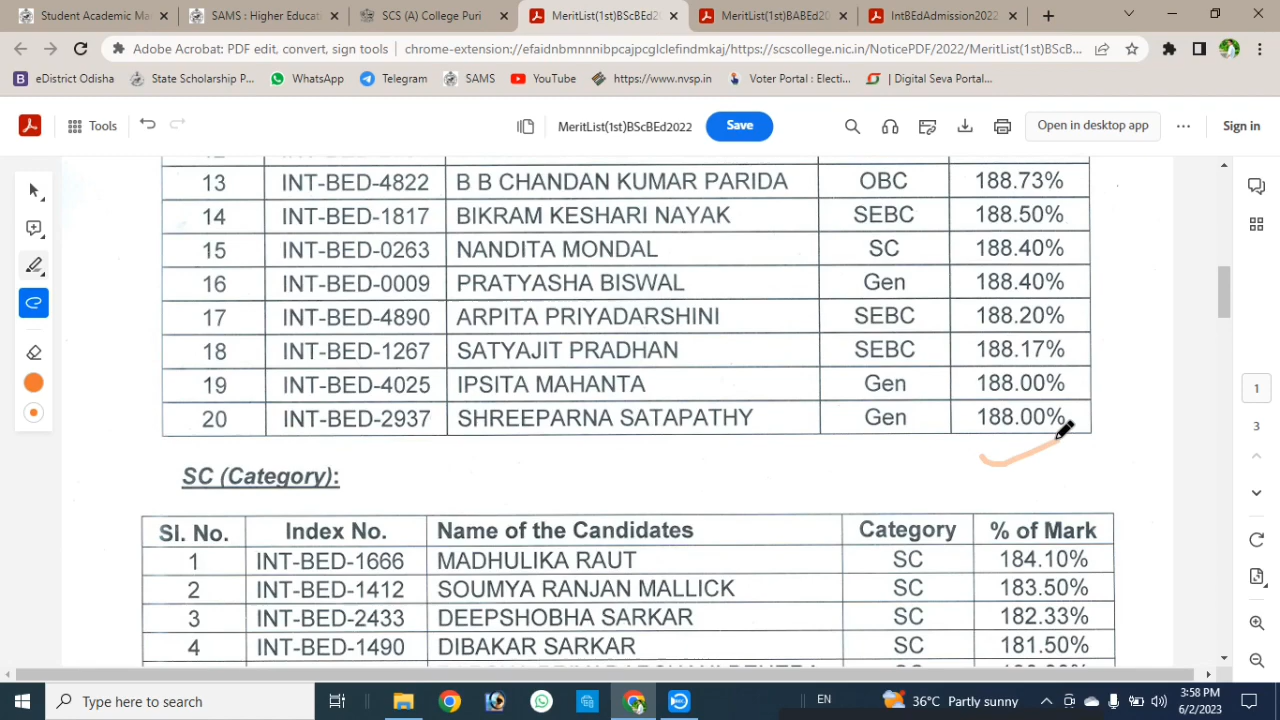 Student Academic Ma
SAMS : Higher Educati
SCS (A) College Puri
MeritList(1st)BScBEd2
MeritList(1st)BABEd20
IntBEdAdmission2022
Adobe Acrobat: PDF edit, convert, sign tools | chrome-extension://efaidnbmnnnibpcajpcglclefindmkaj/https://scscollege.nic.in/NoticePDF/2022/MeritList(1st)BSc...
eDistrict Odisha State Scholarship P... WhatsApp Telegram SAMS YouTube https://www.nvsp.in Voter Portal : Electi... | Digital Seva Portal...
Tools MeritList(1st)BScBEd2022 Save Open in desktop app Sign in
13 INT-BED-4822 B B CHANDAN KUMAR PARIDA OBC 188.73%
14 INT-BED-1817 BIKRAM KESHARI NAYAK SEBC 188.50%
15 INT-BED-0263 NANDITA MONDAL SC 188.40%
16 INT-BED-0009 PRATYASHA BISWAL Gen 188.40%
17 INT-BED-4890 ARPITA PRIYADARSHINI SEBC 188.20%
18 INT-BED-1267 SATYAJIT PRADHAN SEBC 188.17%
19 INT-BED-4025 IPSITA MAHANTA Gen 188.00%
20 INT-BED-2937 SHREEPARNA SATAPATHY Gen 188.00%
SC (Category):
Sl. No. Index No. Name of the Candidates Category % of Mark
1 INT-BED-1666 MADHULIKA RAUT SC 184.10%
2 INT-BED-1412 SOUMYA RANJAN MALLICK SC 183.50%
3 INT-BED-2433 DEEPSHOBHA SARKAR SC 182.33%
4 INT-BED-1490 DIBAKAR SARKAR SC 181.50%
1
3
Type here to search
EN
36°C Partly sunny
3:58 PM
6/2/2023